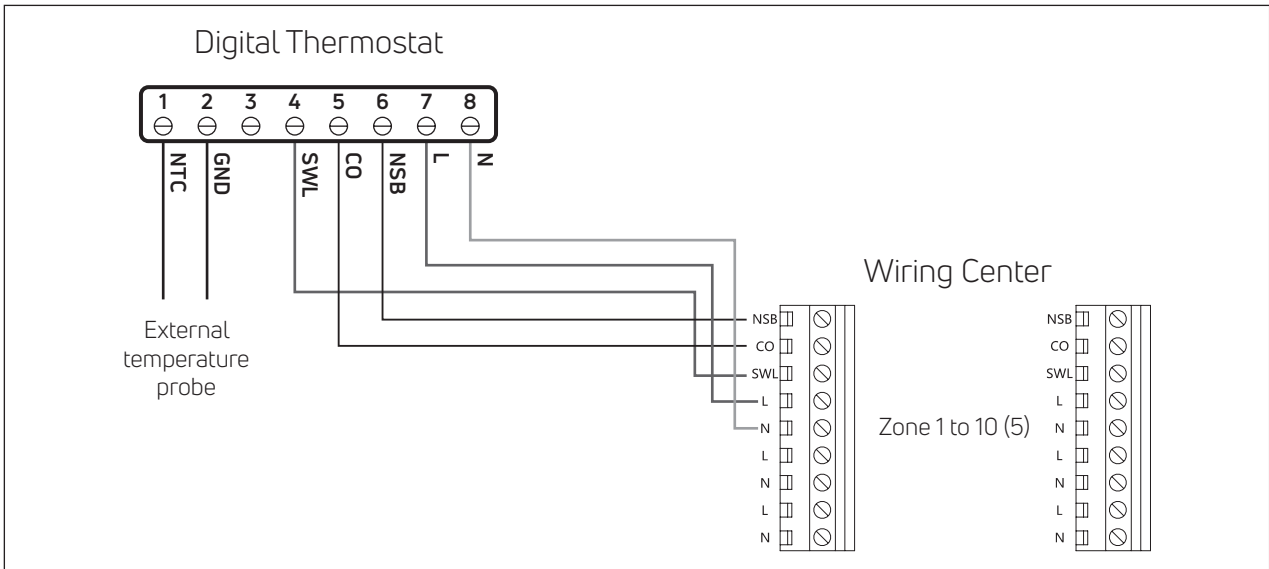 Digital Thermostat
1 2 3 4 5 6 7 8
NTC GND SWL CO NSB L N
External
temperature
probe
Wiring Center
NSB
CO
SWL
L
N
L
N
L
N
Zone 1 to 10 (5)
NSB
CO
SWL
L
N
L
N
L
N